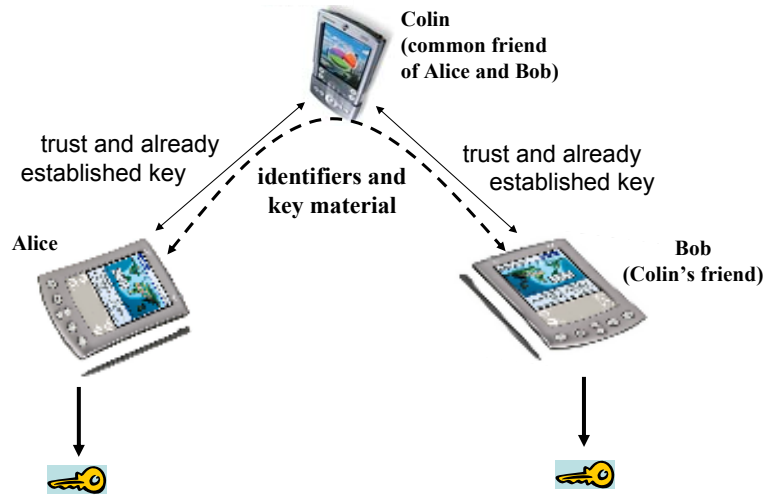 Colin
(common friend
of Alice and Bob)
trust and already
established key
trust and already
established key
identifiers and
key material
Alice
Bob
(Colin's friend)